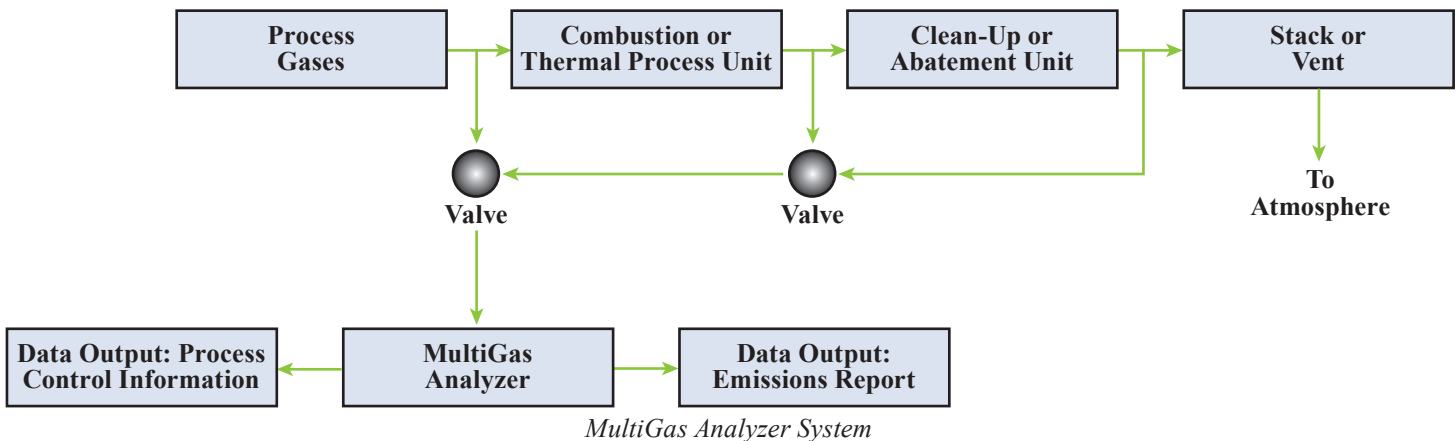 Process
Gases
Combustion or
Thermal Process Unit
Clean-Up or
Abatement Unit
Stack or
Vent
Valve
Valve
To
Atmosphere
Data Output: Process
Control Information
MultiGas
Analyzer
Data Output:
Emissions Report
MultiGas Analyzer System